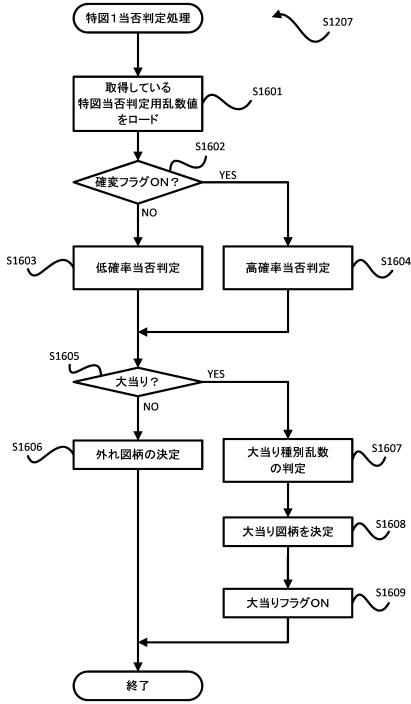 特図1当否判定処理
S1207
取得している
特図当否判定用乱数値
をロード
S1601
S1602
確変フラグON？
YES
NO
S1603
低確率当否判定
高確率当否判定
S1604
S1605
大当り？
YES
NO
S1606
外れ図柄の決定
大当り種別乱数
の判定
S1607
大当り図柄を決定
S1608
大当りフラグON
S1609
終了